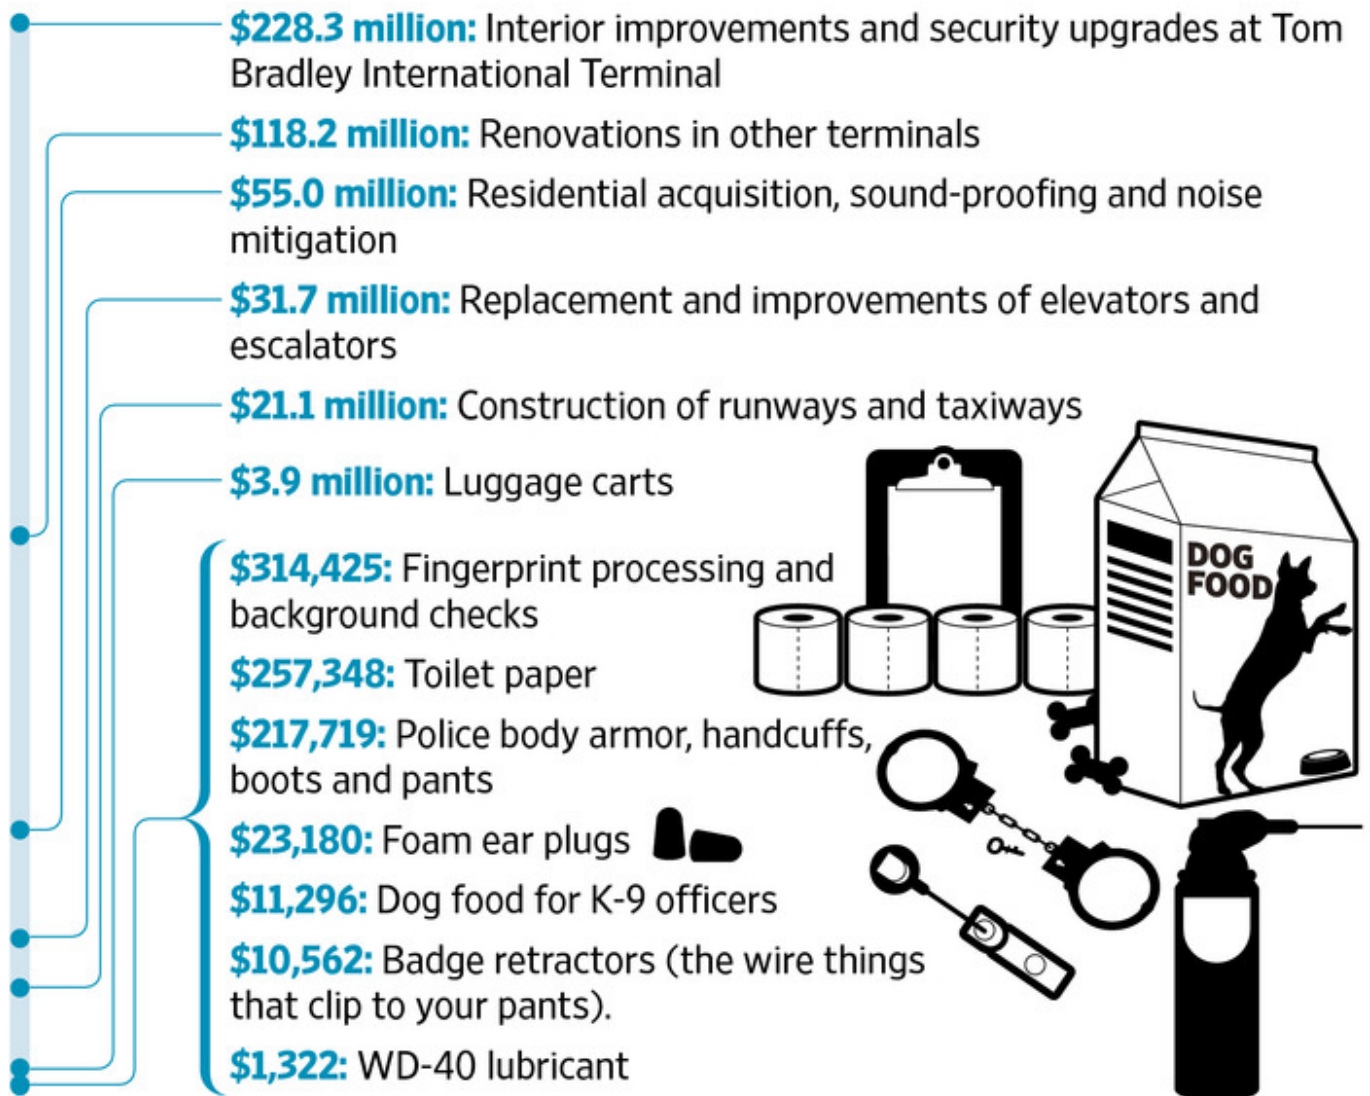 $228.3 million: Interior improvements and security upgrades at Tom
Bradley International Terminal
$118.2 million: Renovations in other terminals
$55.0 million: Residential acquisition, sound-proofing and noise
mitigation
$31.7 million: Replacement and improvements of elevators and
escalators
$21.1 million: Construction of runways and taxiways
$3.9 million: Luggage carts
$314,425: Fingerprint processing and
background checks
$257,348: Toilet paper
$217,719: Police body armor, handcuffs,
boots and pants
$23,180: Foam ear plugs
$11,296: Dog food for K-9 officers
$10,562: Badge retractors (the wire things
that clip to your pants).
$1,322: WD-40 lubricant
DOG
FOOD